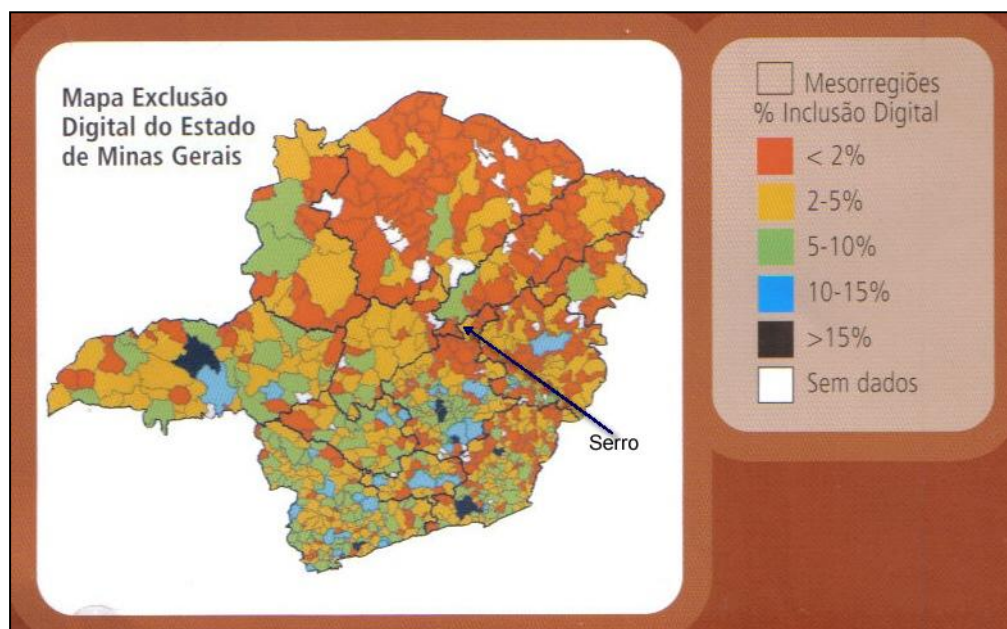 Mapa Exclusão
Digital do Estado
de Minas Gerais
Serro
Mesorregiões
% Inclusão Digital
< 2%
2-5%
5-10%
10-15%
>15%
Sem dados